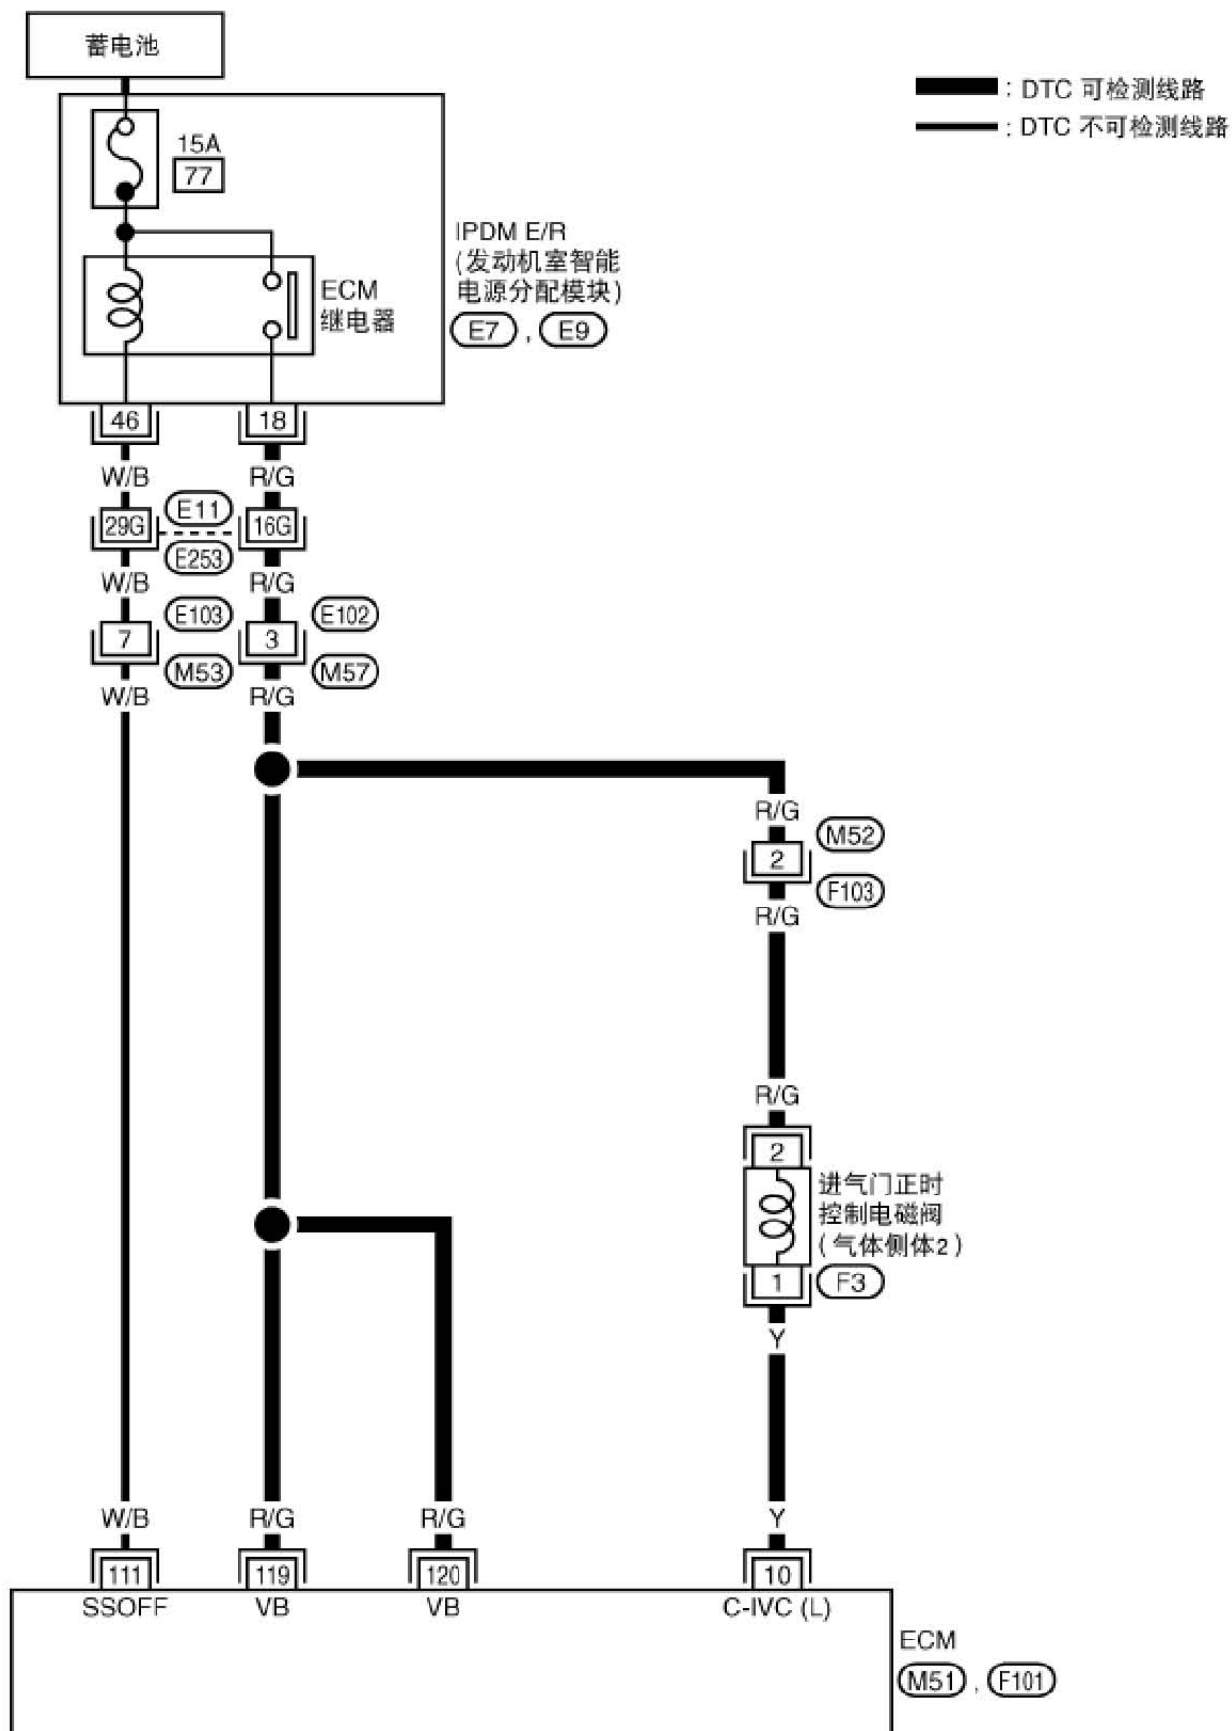 蓄电池
: DTC 可检测线路
: DTC 不可检测线路
15A
77
IPDM E/R
(发动机室智能
电源分配模块)
E7 , E9
ECM
继电器
46 18
W/B R/G
29G E11 16G
E253
W/B R/G
E103 E102
7 3
M53 M57
W/B R/G
R/G
M52
2
F103
R/G
R/G
2
进气门正时
控制电磁阀
(气体侧体2)
1 F3
Y
W/B R/G R/G Y
111 119 120 10
SSOFF VB VB C-IVC (L)
ECM
M51 , F101